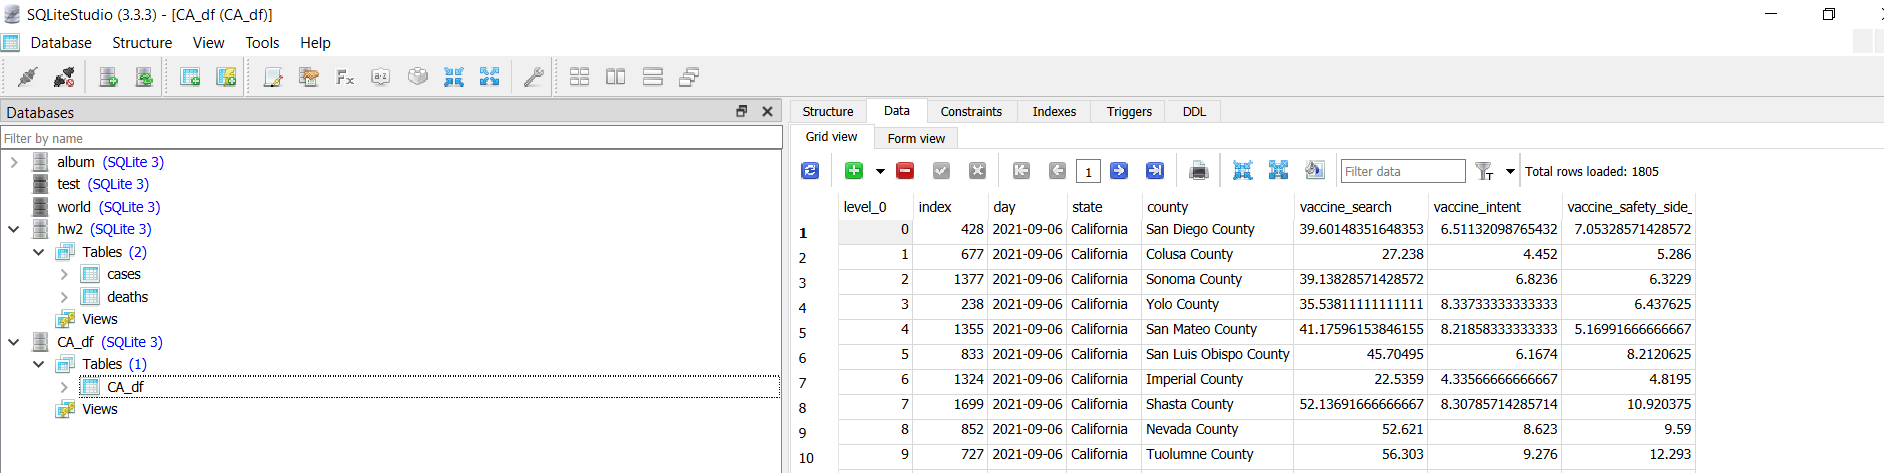 SQLiteStudio (3.3.3) - [CA_df (CA_df)]
Database Structure View Tools Help
Databases
Filter by name
album (SQLite 3)
test (SQLite 3)
world (SQLite 3)
hw2 (SQLite 3)
Tables (2)
cases
deaths
Views
CA_df (SQLite 3)
Tables (1)
CA_df
Views
Structure Data Constraints Indexes Triggers DDL
Grid view Form view
1 Filter data Total rows loaded: 1805
level_0 index day state county vaccine_search vaccine_intent vaccine_safety_side_
1 0 428 2021-09-06 California San Diego County 39.60148351648353 6.51132098765432 7.05328571428572
2 1 677 2021-09-06 California Colusa County 27.238 4.452 5.286
3 2 1377 2021-09-06 California Sonoma County 39.13828571428572 6.8236 6.3229
4 3 238 2021-09-06 California Yolo County 35.53811111111111 8.33733333333333 6.437625
5 4 1355 2021-09-06 California San Mateo County 41.17596153846155 8.21858333333333 5.16991666666667
6 5 833 2021-09-06 California San Luis Obispo County 45.70495 6.1674 8.2120625
7 6 1324 2021-09-06 California Imperial County 22.5359 4.33566666666667 4.8195
8 7 1699 2021-09-06 California Shasta County 52.13691666666667 8.30785714285714 10.920375
9 8 852 2021-09-06 California Nevada County 52.621 8.623 9.59
10 9 727 2021-09-06 California Tuolumne County 56.303 9.276 12.293